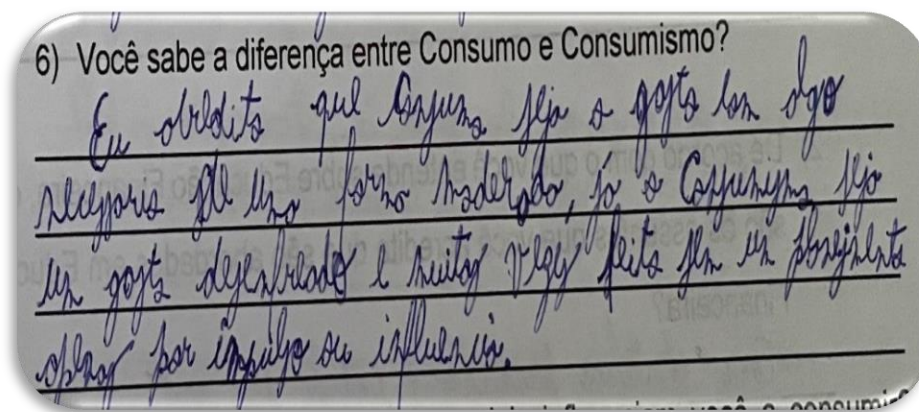 6) Você sabe a diferença entre Consumo e Consumismo?
Eu acredito que Consumo seja o gasto com algo
necessario de uma forma moderada, já o Consumismo seja
um gasto desenfreado e muitas vezes feito sem um planejamento
apenas por impulso ou influencia.